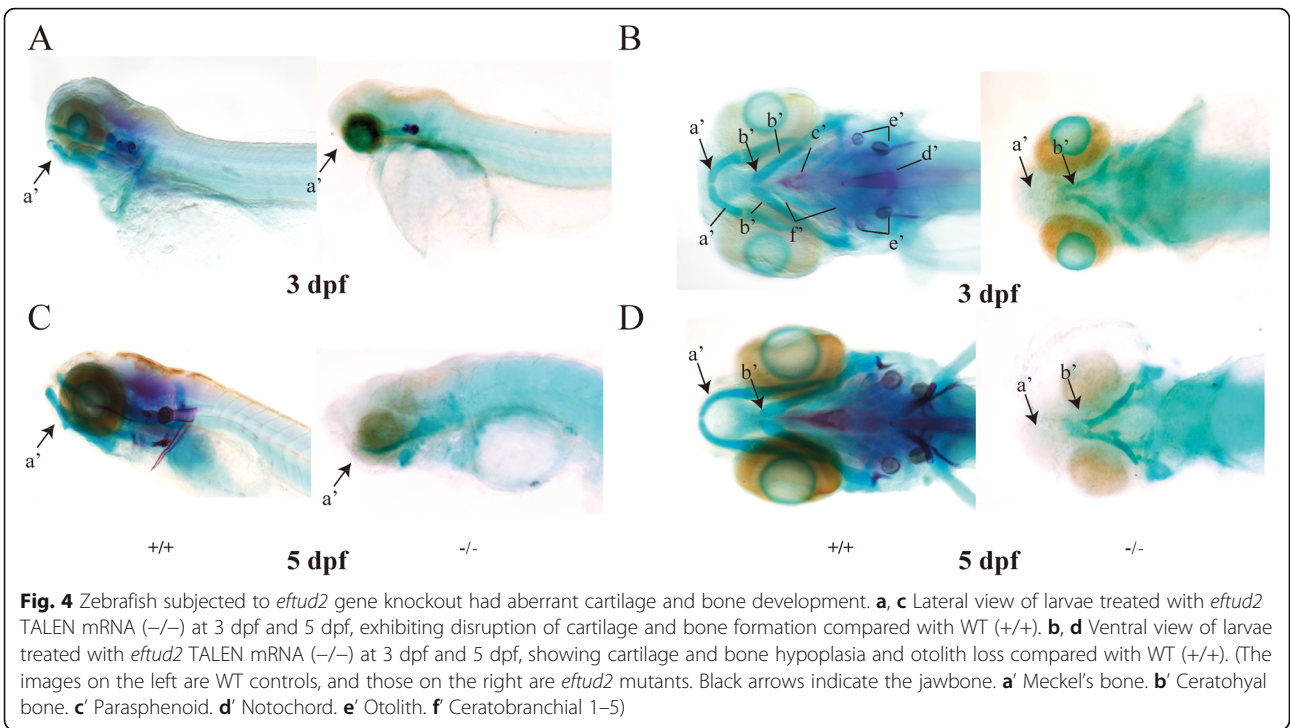 A
B
a'
a'
3 dpf
a'
b'
b'
c'
e'
d'
a'
b'
f'
e'
a'
b'
3 dpf
C
D
a'
a'
+/+
5 dpf
-/-
a'
b'
a'
b'
+/+
5 dpf
-/-
Fig. 4 Zebrafish subjected to eftud2 gene knockout had aberrant cartilage and bone development. a, c Lateral view of larvae treated with eftud2
TALEN mRNA (−/−) at 3 dpf and 5 dpf, exhibiting disruption of cartilage and bone formation compared with WT (+/+). b, d Ventral view of larvae
treated with eftud2 TALEN mRNA (−/−) at 3 dpf and 5 dpf, showing cartilage and bone hypoplasia and otolith loss compared with WT (+/+). (The
images on the left are WT controls, and those on the right are eftud2 mutants. Black arrows indicate the jawbone. a′ Meckel's bone. b′ Ceratohyal
bone. c′ Parasphenoid. d′ Notochord. e′ Otolith. f′ Ceratobranchial 1–5)